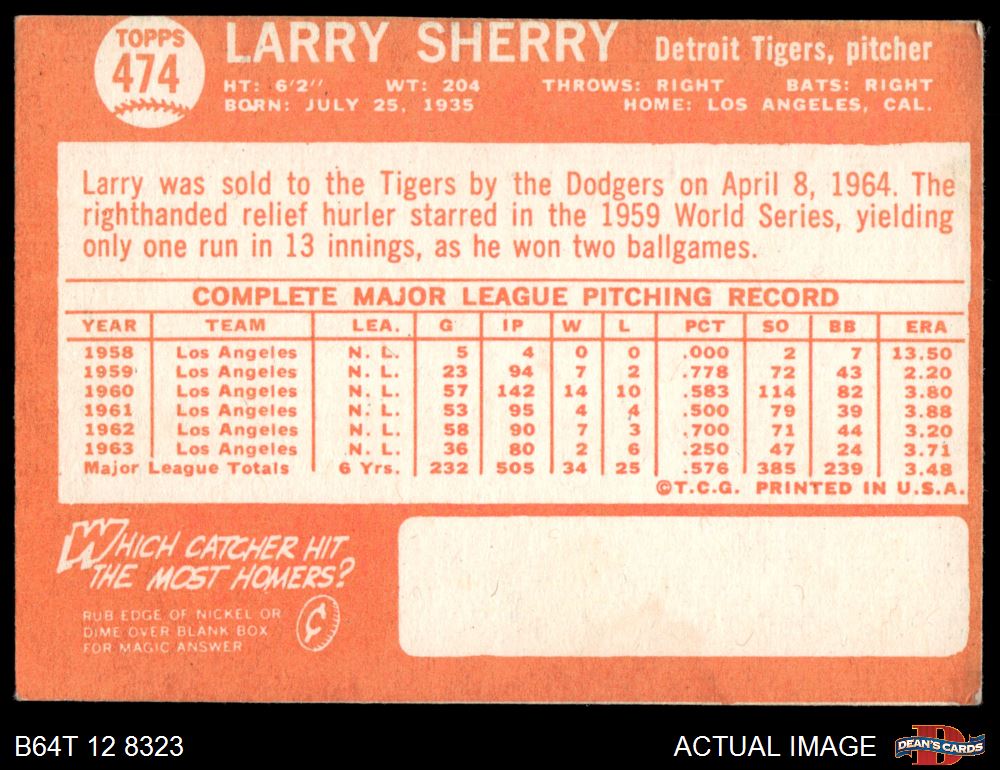 TOPPS
474
LARRY SHERRY Detroit Tigers, pitcher
HT: 6'2" WT: 204 THROWS: RIGHT BATS: RIGHT
BORN: JULY 25, 1935 HOME: LOS ANGELES, CAL.
Larry was sold to the Tigers by the Dodgers on April 8, 1964. The
righthanded relief hurler starred in the 1959 World Series, yielding
only one run in 13 innings, as he won two ballgames.
COMPLETE MAJOR LEAGUE PITCHING RECORD
YEAR TEAM LEA. G IP W L PCT SO BB ERA
1958 Los Angeles N. L. 5 4 0 0 .000 2 7 13.50
1959 Los Angeles N. L. 23 94 7 2 .778 72 43 2.20
1960 Los Angeles N. L. 57 142 14 10 .583 114 82 3.80
1961 Los Angeles N. L. 53 95 4 4 .500 79 39 3.88
1962 Los Angeles N. L. 58 90 7 3 .700 71 44 3.20
1963 Los Angeles N. L. 36 80 2 6 .250 47 24 3.71
Major League Totals 6 Yrs. 232 505 34 25 .576 385 239 3.48
©T.C.G. PRINTED IN U.S.A.
WHICH CATCHER HIT
THE MOST HOMERS?
RUB EDGE OF NICKEL OR
DIME OVER BLANK BOX
FOR MAGIC ANSWER
¢
B64T 12 8323 ACTUAL IMAGE
D
DEAN'S CARDS